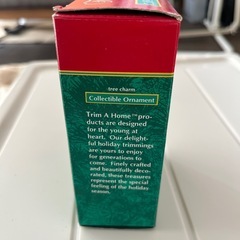 tree charm
Collectible Ornament
Trim A Home™ pro-
ducts are designed
for the young at
heart. Our delight-
ful holiday trimmings
are yours to enjoy
for generations to
come. Finely crafted
and beautifully deco-
rated, these treasures
represent the special
feeling of the holiday
season.